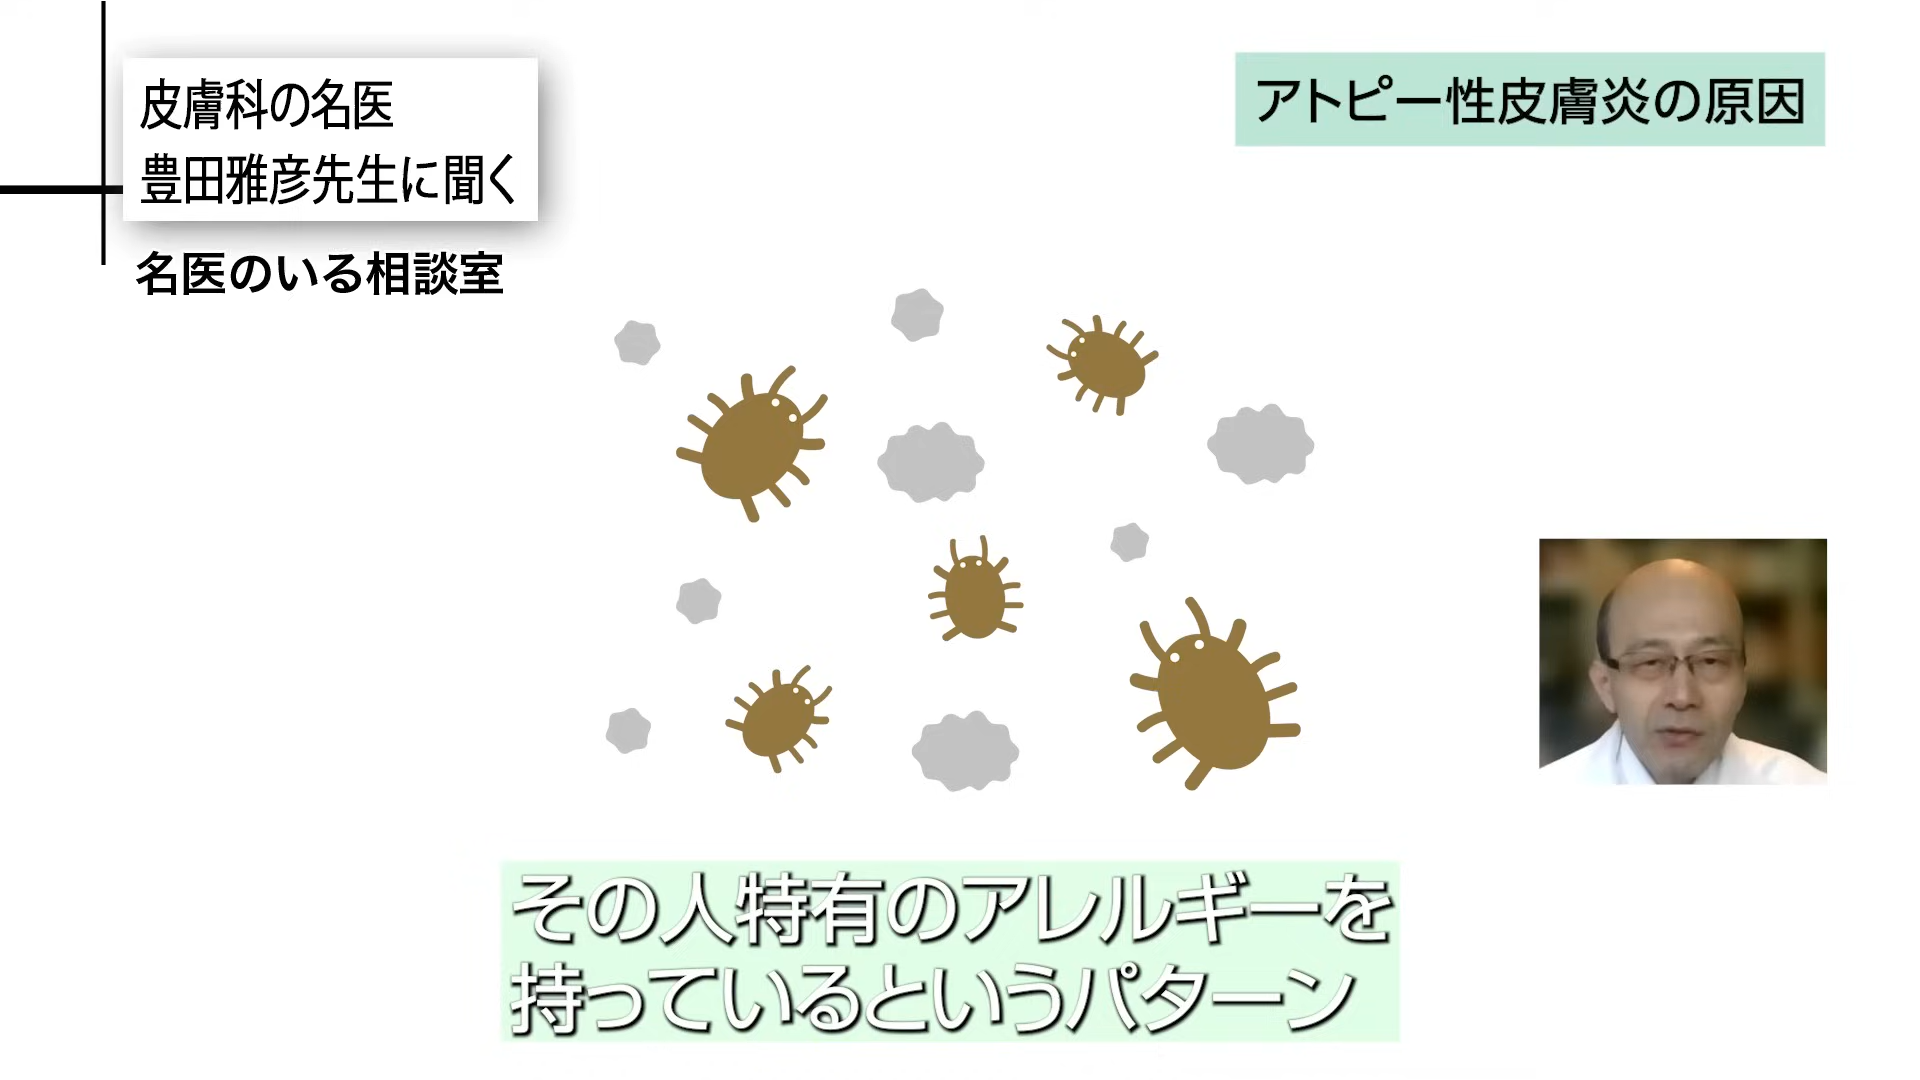 皮膚科の名医
豊田雅彦先生に聞く
名医のいる相談室
アトピー性皮膚炎の原因
その人特有のアレルギーを
持っているというパターン